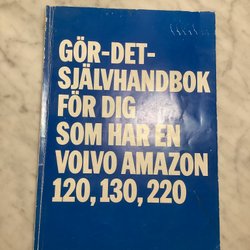 GÖR-DET-
SJÄLVHANDBOK
FÖR DIG
SOM HAR EN
VOLVO AMAZON
120, 130, 220